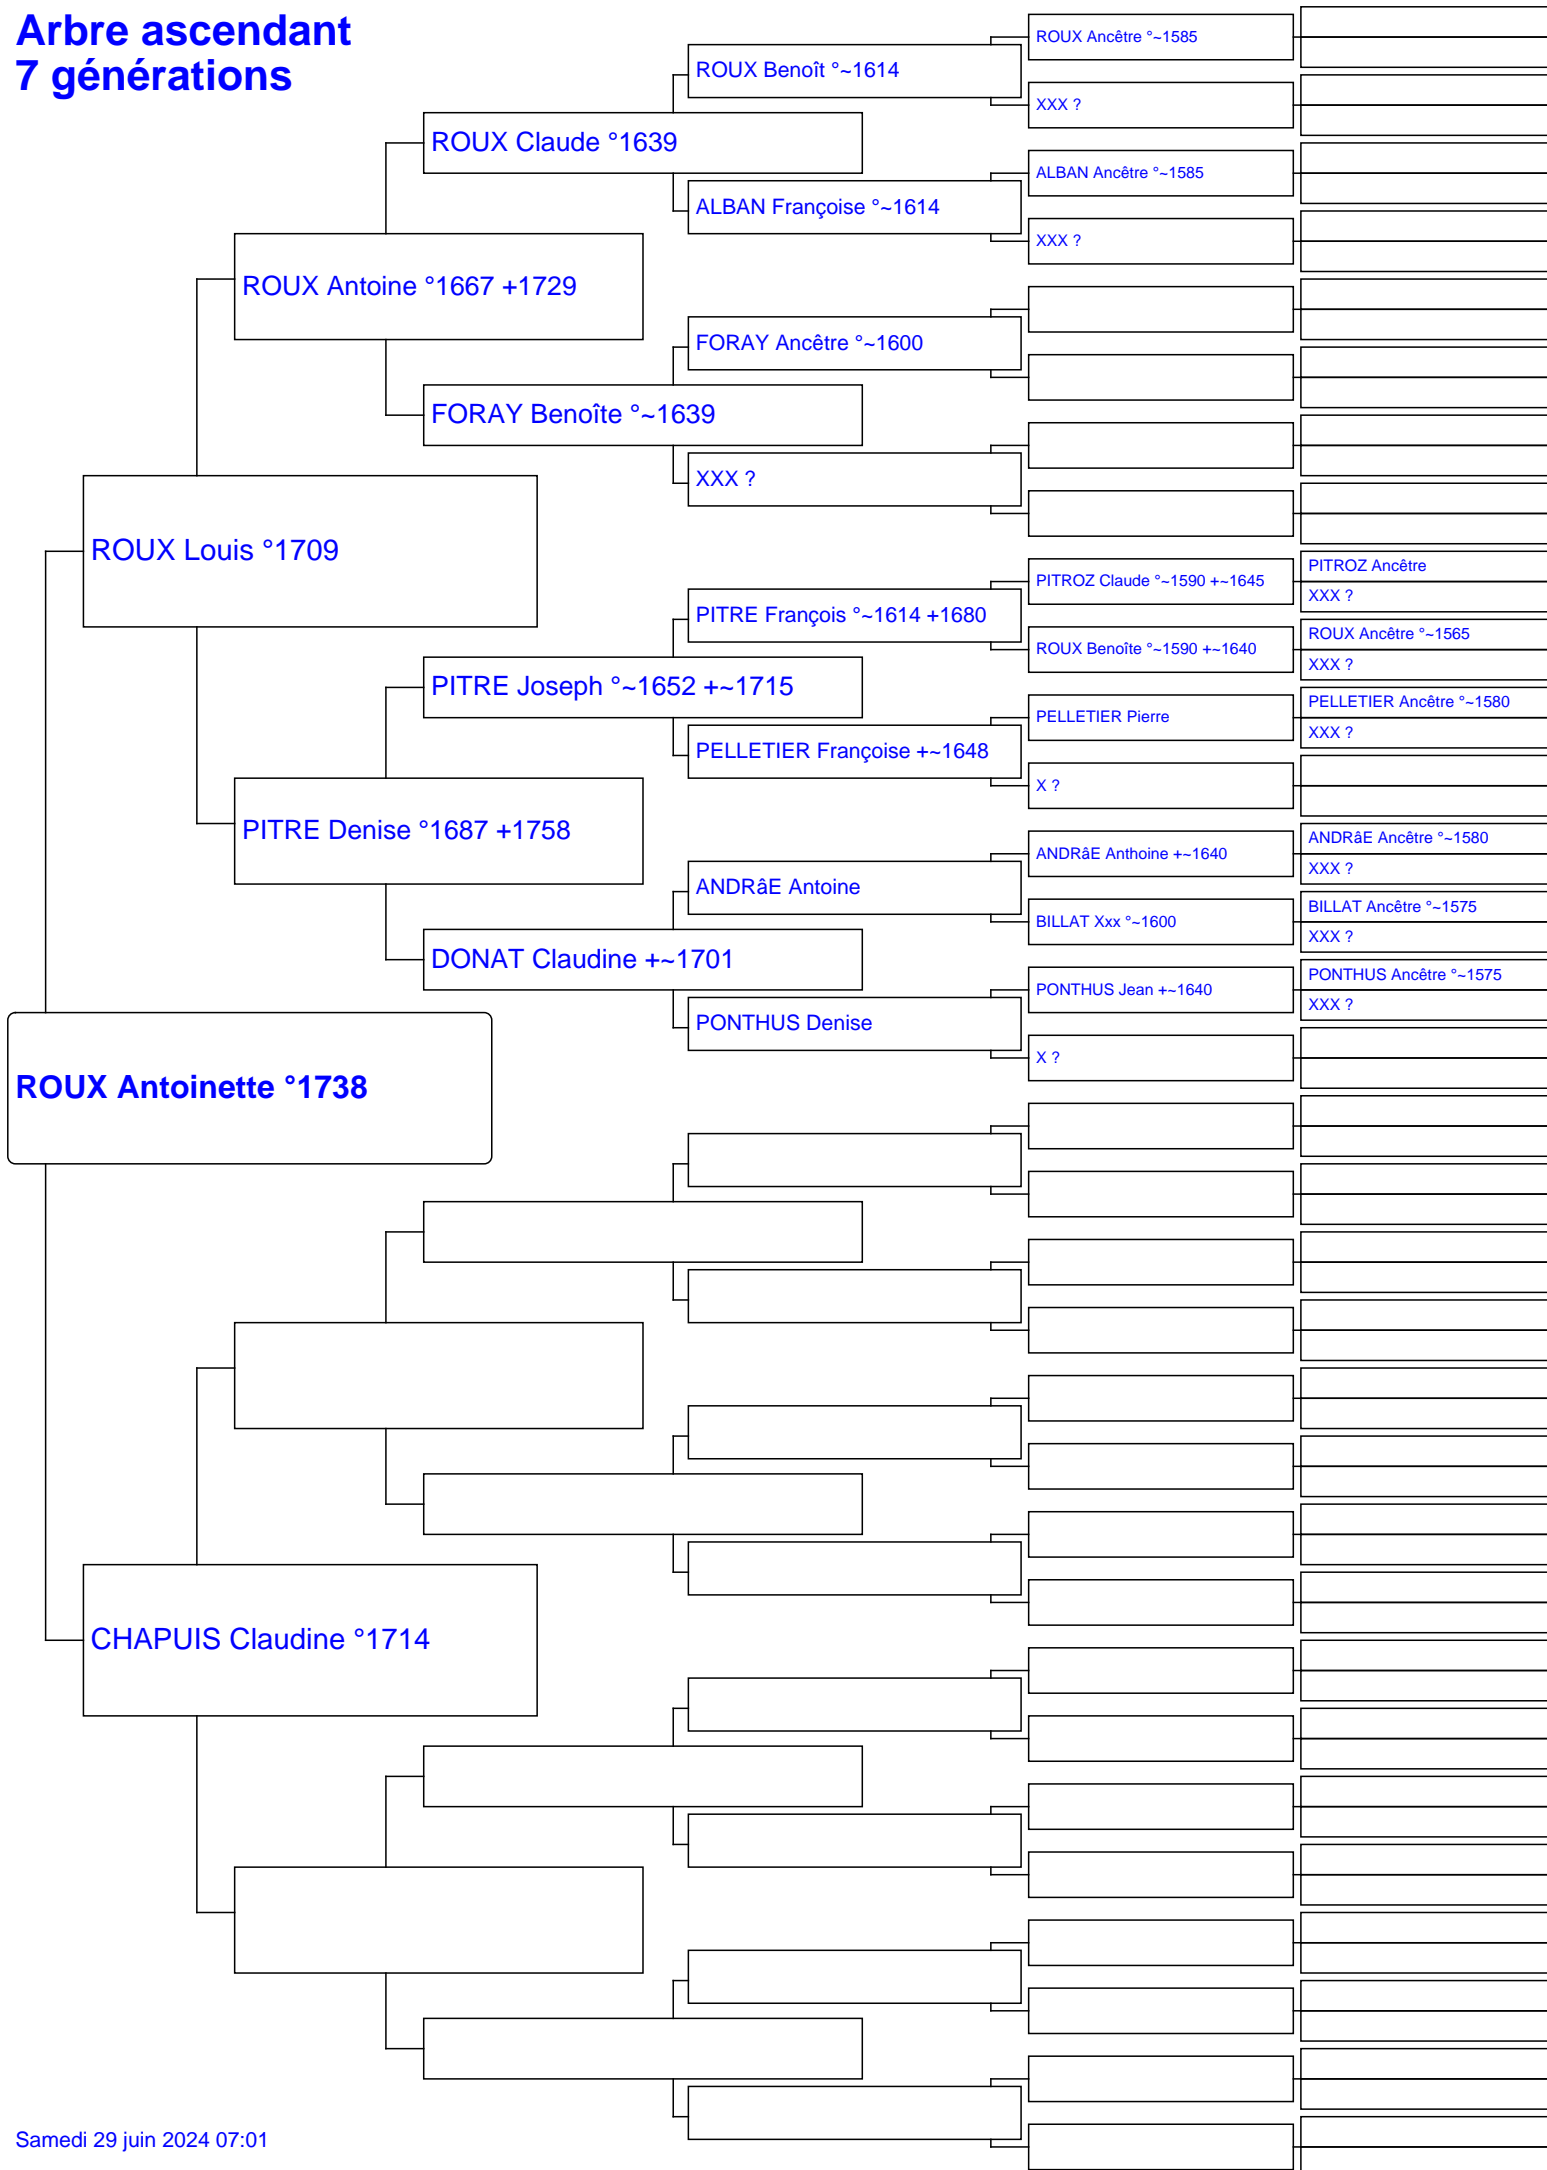 Arbre ascendant
7 générations
ROUX Ancêtre °~1585
ROUX Benoît °~1614
XXX ?
ROUX Claude °1639
ALBAN Ancêtre °~1585
ALBAN Françoise °~1614
XXX ?
ROUX Antoine °1667 +1729
FORAY Ancêtre °~1600
FORAY Benoîte °~1639
XXX ?
ROUX Louis °1709
PITROZ Ancêtre
PITROZ Claude °~1590 +~1645
XXX ?
PITRE François °~1614 +1680
ROUX Ancêtre °~1565
ROUX Benoîte °~1590 +~1640
XXX ?
PITRE Joseph °~1652 +~1715
PELLETIER Ancêtre °~1580
PELLETIER Pierre
XXX ?
PELLETIER Françoise +~1648
X ?
PITRE Denise °1687 +1758
ANDRâE Ancêtre °~1580
ANDRâE Anthoine +~1640
XXX ?
ANDRâE Antoine
BILLAT Ancêtre °~1575
BILLAT Xxx °~1600
XXX ?
DONAT Claudine +~1701
PONTHUS Ancêtre °~1575
PONTHUS Jean +~1640
XXX ?
PONTHUS Denise
X ?
ROUX Antoinette °1738
CHAPUIS Claudine °1714
Samedi 29 juin 2024 07:01